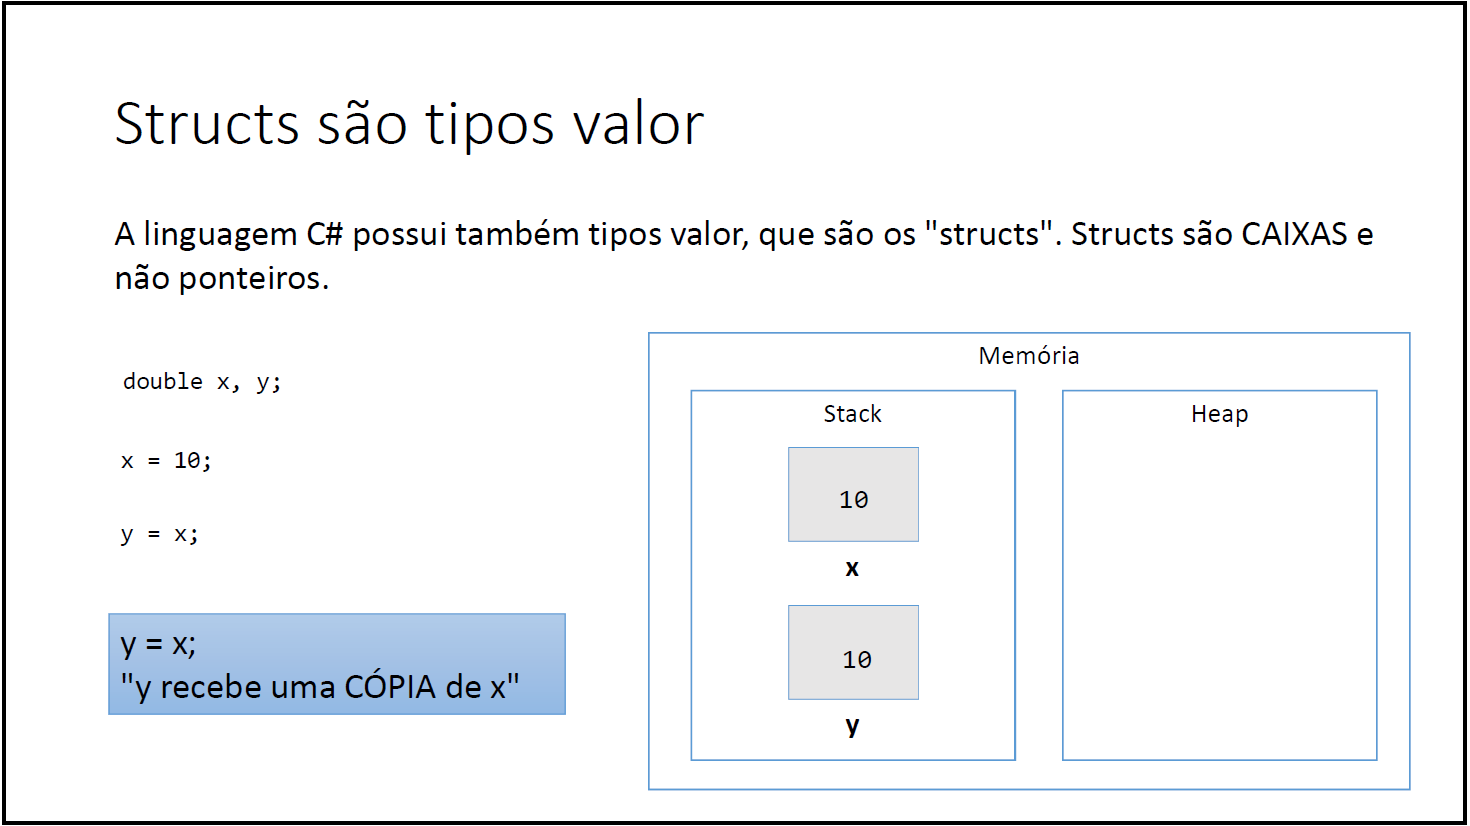 Structs são tipos valor
A linguagem C# possui também tipos valor, que são os "structs". Structs são CAIXAS e
não ponteiros.
double x, y;
x = 10;
y = x;
y = x;
"y recebe uma CÓPIA de x"
Memória
Stack
10
x
10
y
Heap